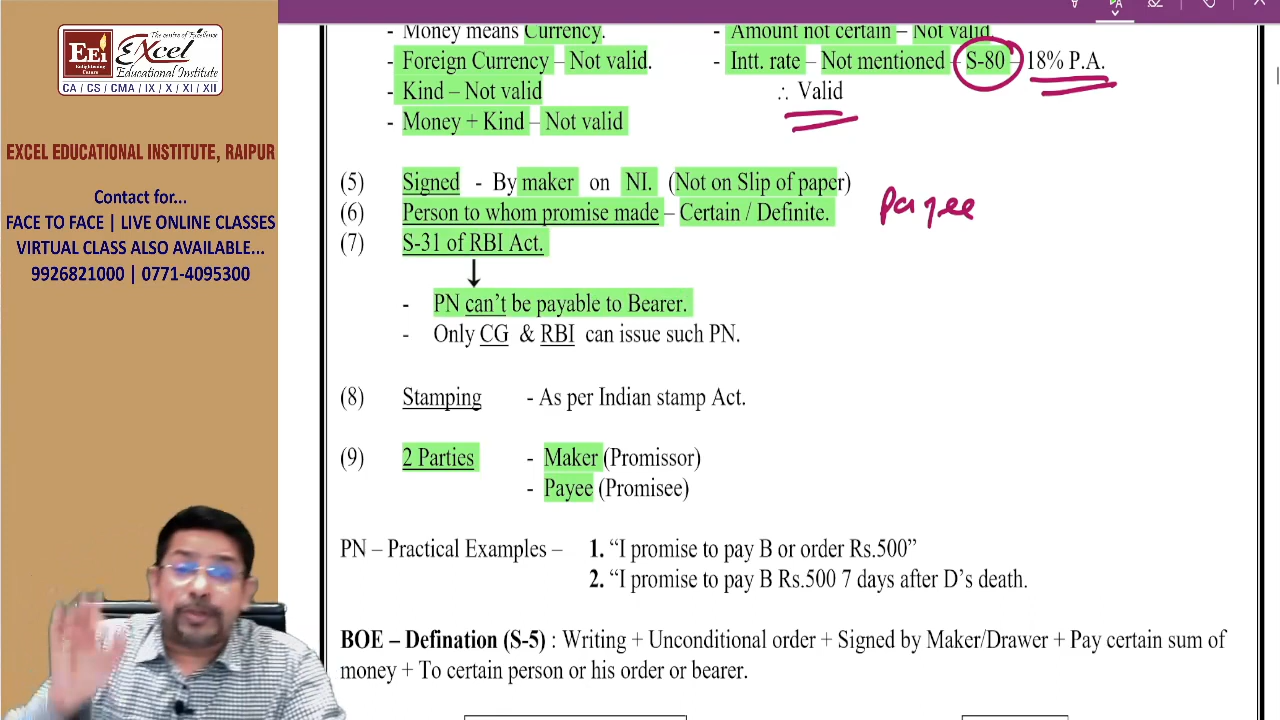 The centre of Excellence
EEi
Enlightening Careers
EXCEL
Educational Institute
CA / CS / CMA / IX / X / XI / XII
EXCEL EDUCATIONAL INSTITUTE, RAIPUR
Contact for...
FACE TO FACE | LIVE ONLINE CLASSES
VIRTUAL CLASS ALSO AVAILABLE...
9926821000 | 0771-4095300
- Money means Currency.
- Foreign Currency – Not valid.
- Kind – Not valid
- Money + Kind – Not valid
- Amount not certain – Not valid
- Intt. rate – Not mentioned – S-80 – 18% P.A.
∴ Valid
(5) Signed - By maker on NI. (Not on Slip of paper)
(6) Person to whom promise made – Certain / Definite. payee
(7) S-31 of RBI Act.
- PN can't be payable to Bearer.
- Only CG & RBI can issue such PN.
(8) Stamping - As per Indian stamp Act.
(9) 2 Parties - Maker (Promissor)
- Payee (Promisee)
PN – Practical Examples – 1. “I promise to pay B or order Rs.500”
2. “I promise to pay B Rs.500 7 days after D’s death.
BOE – Defination (S-5) : Writing + Unconditional order + Signed by Maker/Drawer + Pay certain sum of
money + To certain person or his order or bearer.